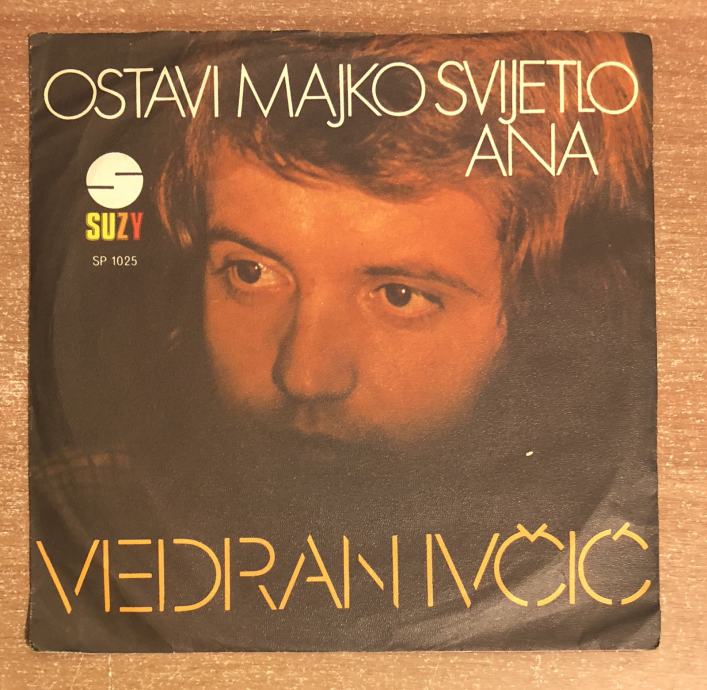 OSTAVI MAJKO SVIJETLO
ANA
SUZY
SP 1025
VEDRAN IVČIĆ